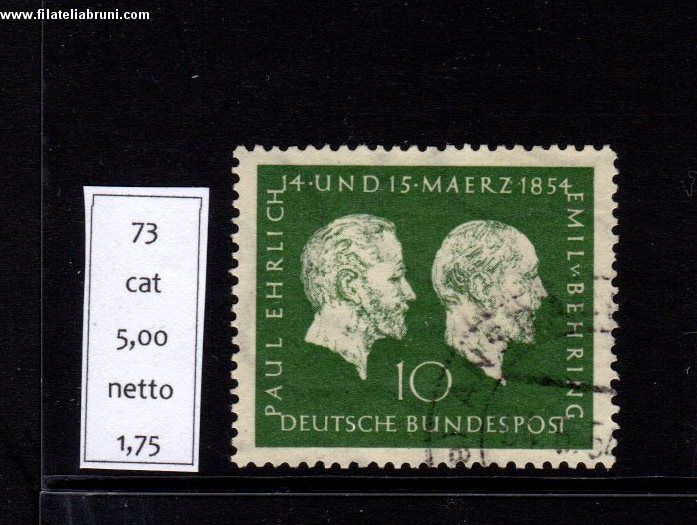 www.filateliabruni.com
73
cat
5,00
netto
1,75
14·UND 15·MAERZ 1854
PAUL EHRLICH
EMIL v. BEHRING
10
DEUTSCHE BUNDESPOST